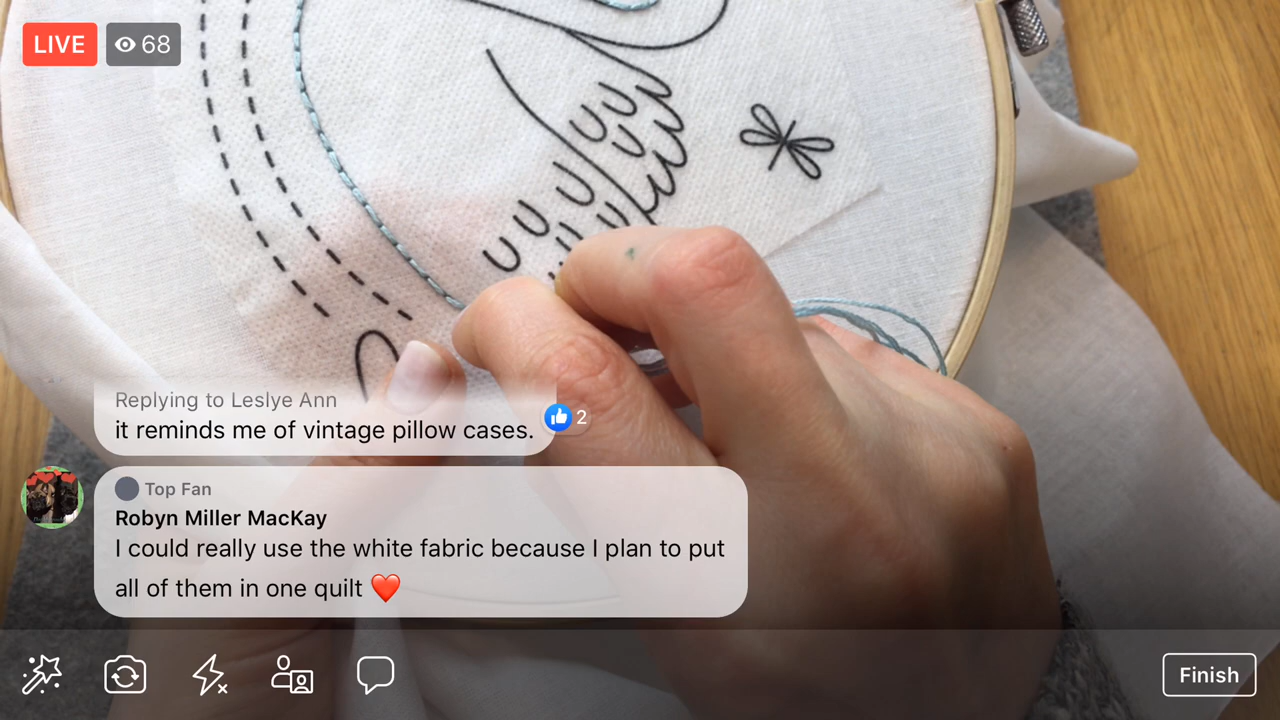 LIVE
68
Replying to Leslye Ann
it reminds me of vintage pillow cases.
2
Top Fan
Robyn Miller MacKay
I could really use the white fabric because I plan to put
all of them in one quilt ❤️
Finish